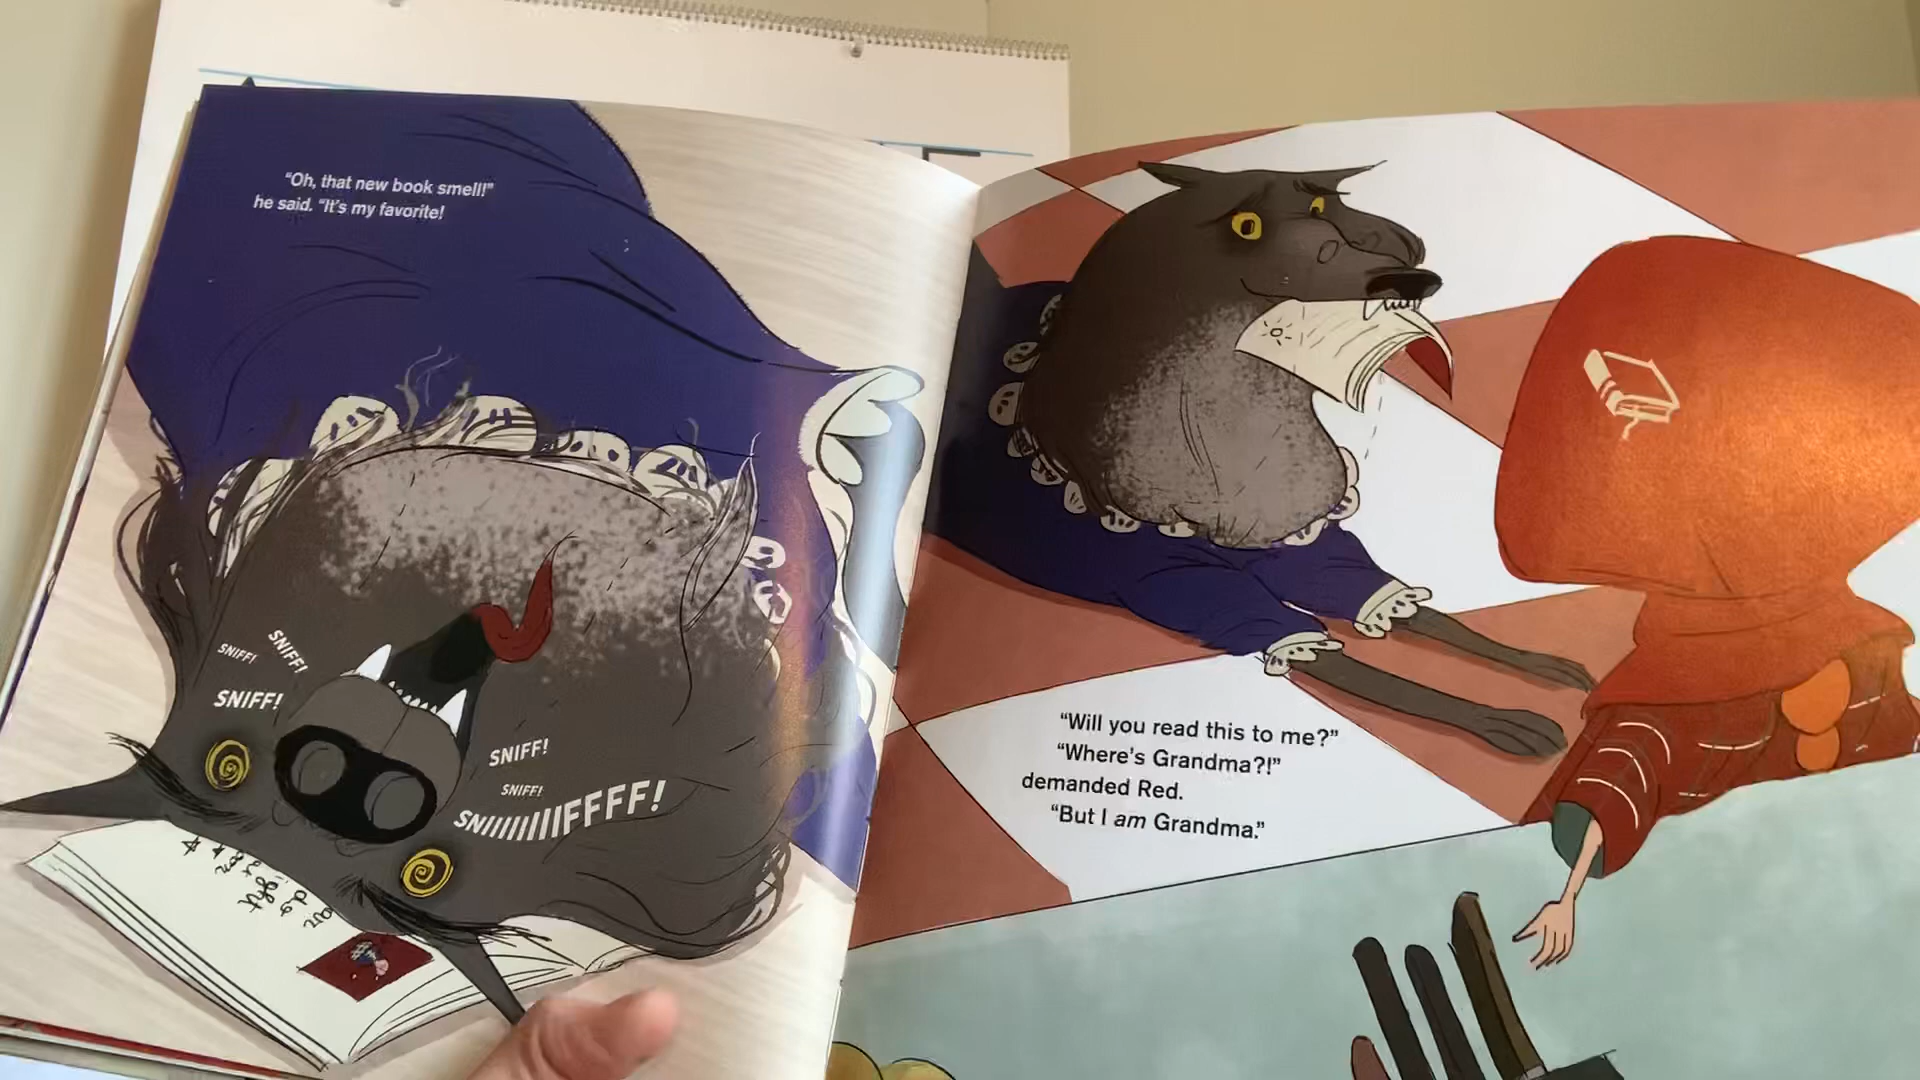 "Oh, that new book smell!"
he said. "It's my favorite!
SNIFF!
SNIFF!
SNIFF!
SNIFF!
SNIFF!
SNIIIIIIIIFFFF!
"Will you read this to me?"
"Where's Grandma?!"
demanded Red.
"But I am Grandma."